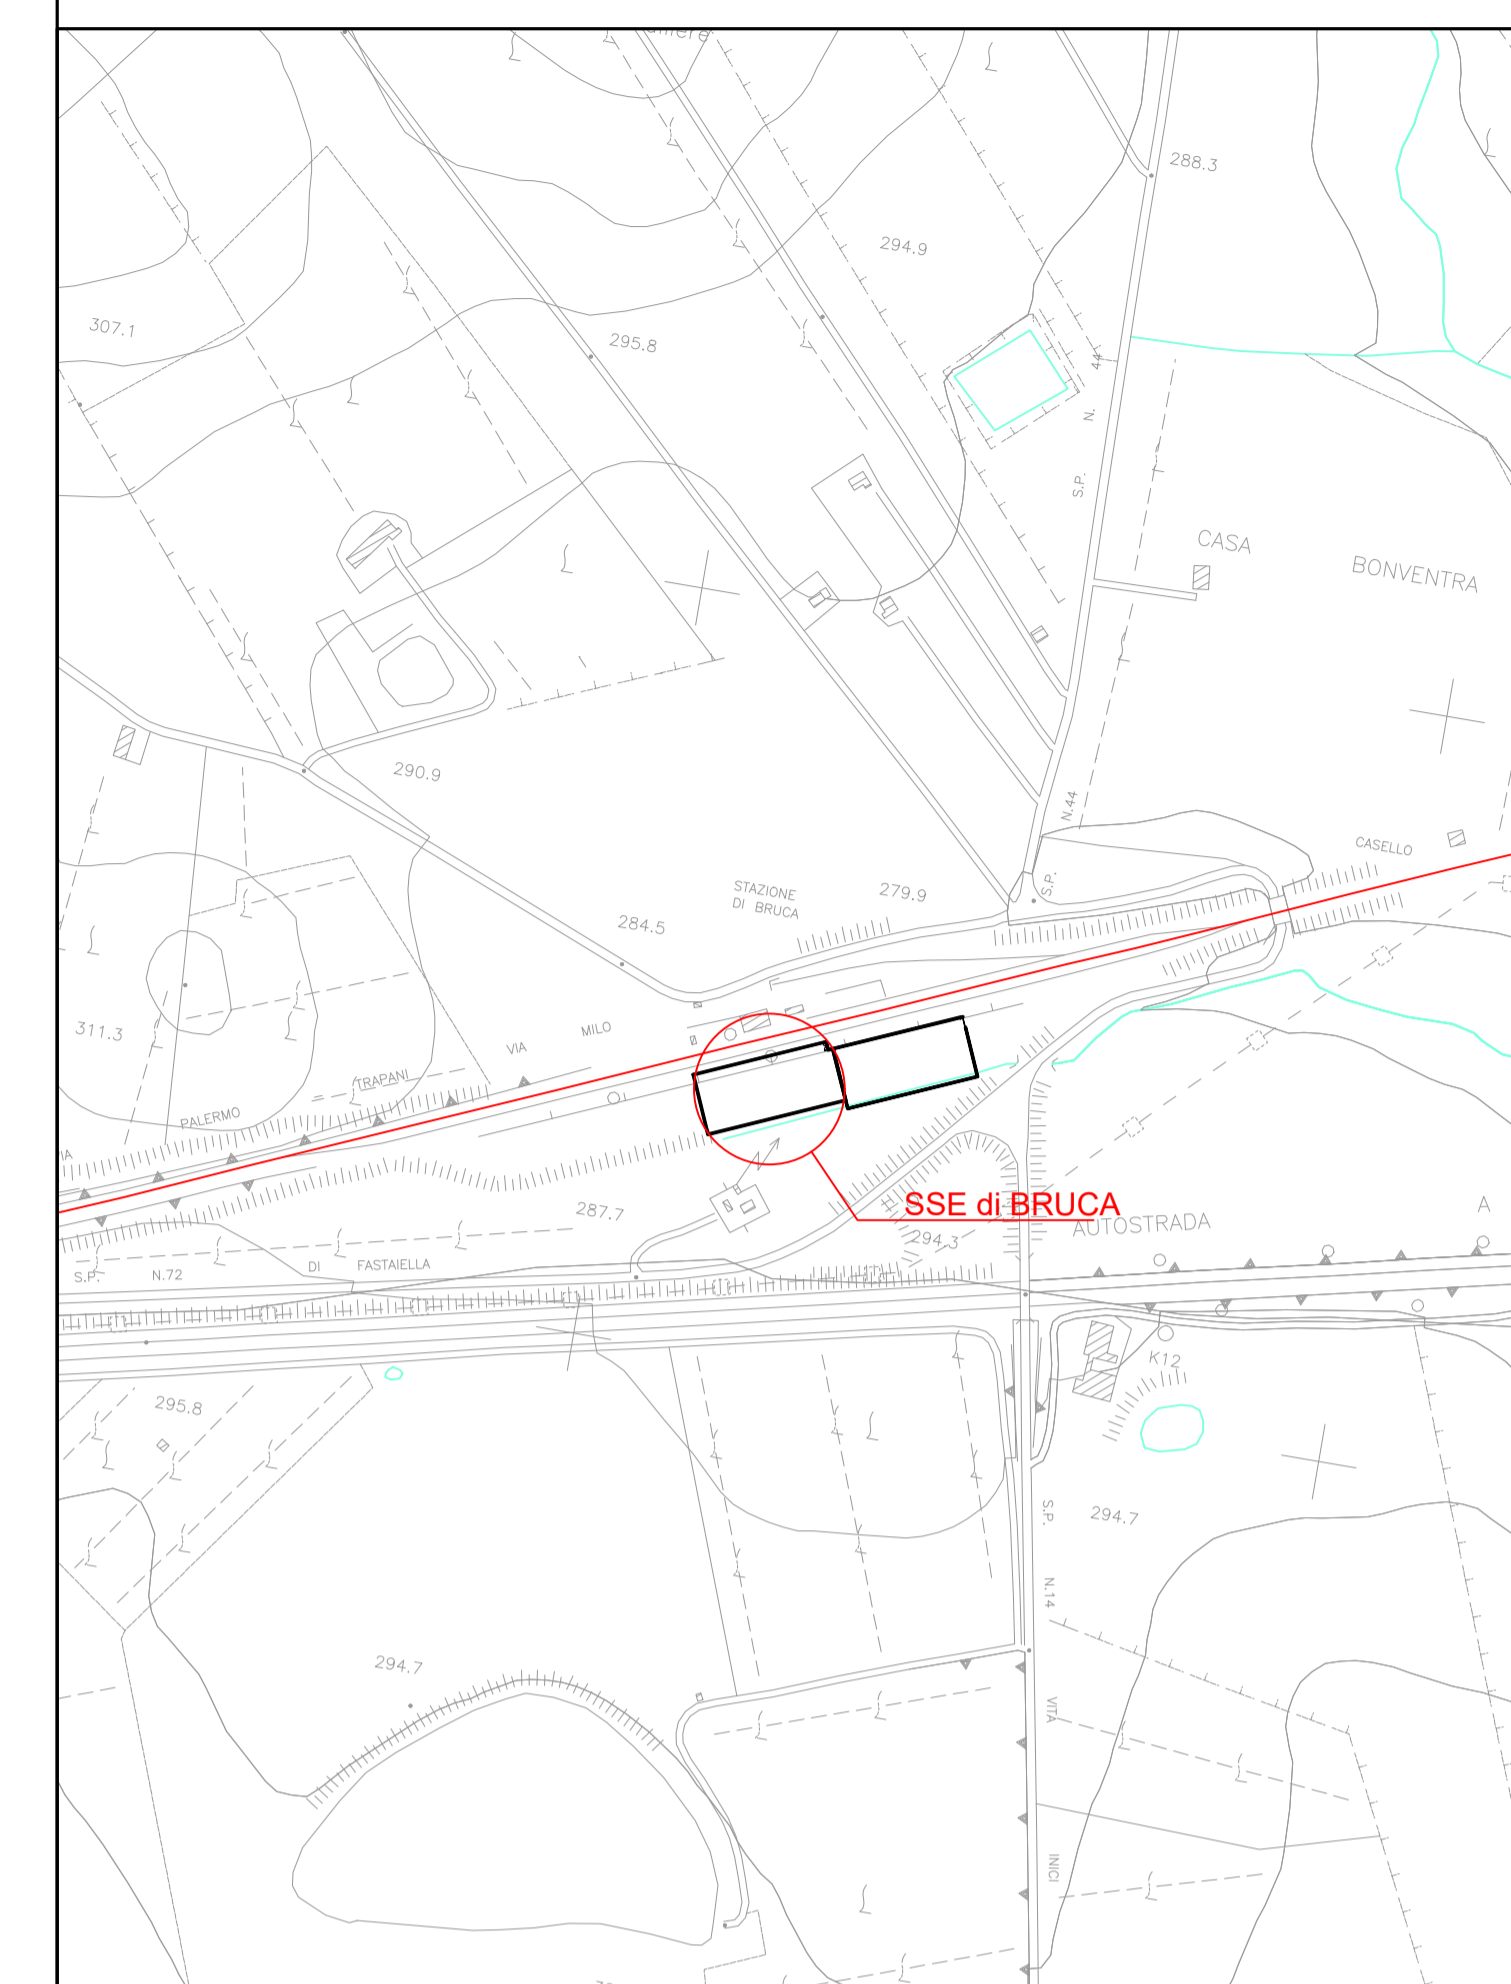 288.3
294.9
307.1
295.8
44
N.
S.P.
CASA
BONVENTRA
290.9
N.44
S.P.
CASELLO
STAZIONE
DI BRUCA
279.9
284.5
311.3
MILO
VIA
TRAPANI
PALERMO
SSE di BRUCA
287.7
294.3
AUTOSTRADA
A
S.P.
N.72
DI
FASTAIELLA
K12
295.8
S.P.
294.7
N.14
294.7
VITA
INICI